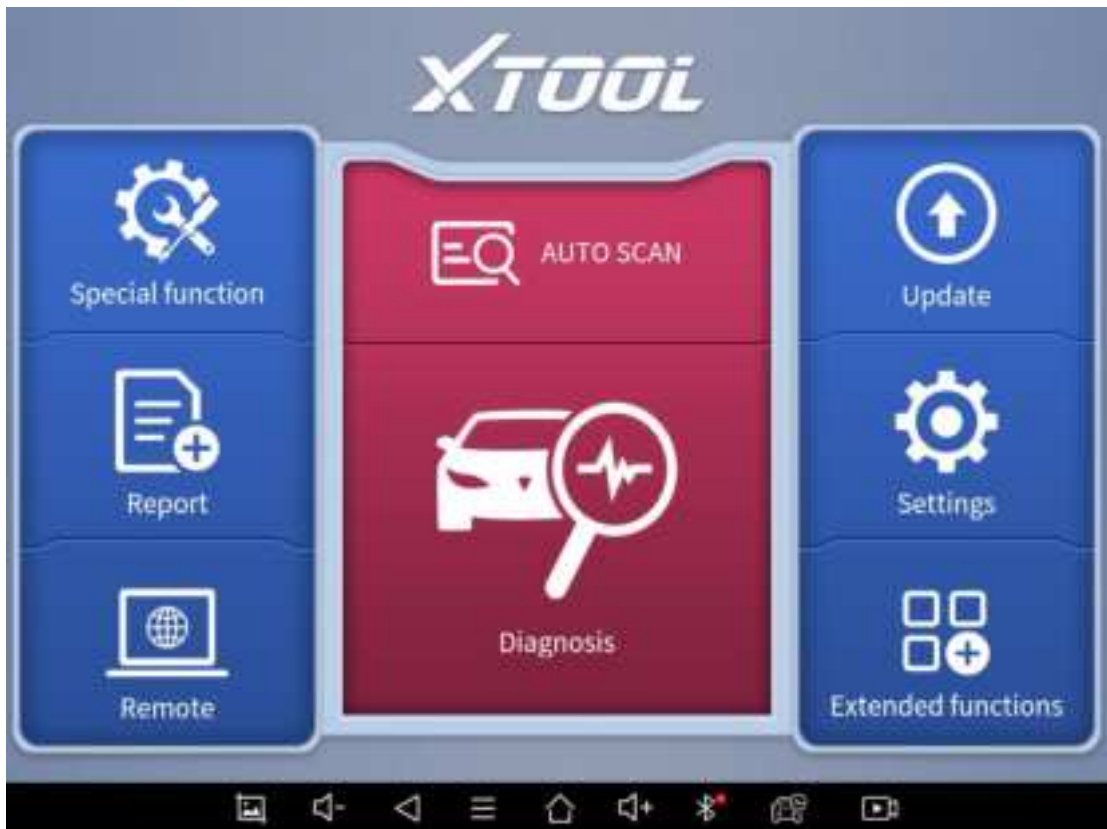 XTOOL
Special function
AUTO SCAN
Update
Report
Settings
Diagnosis
Remote
Extended functions